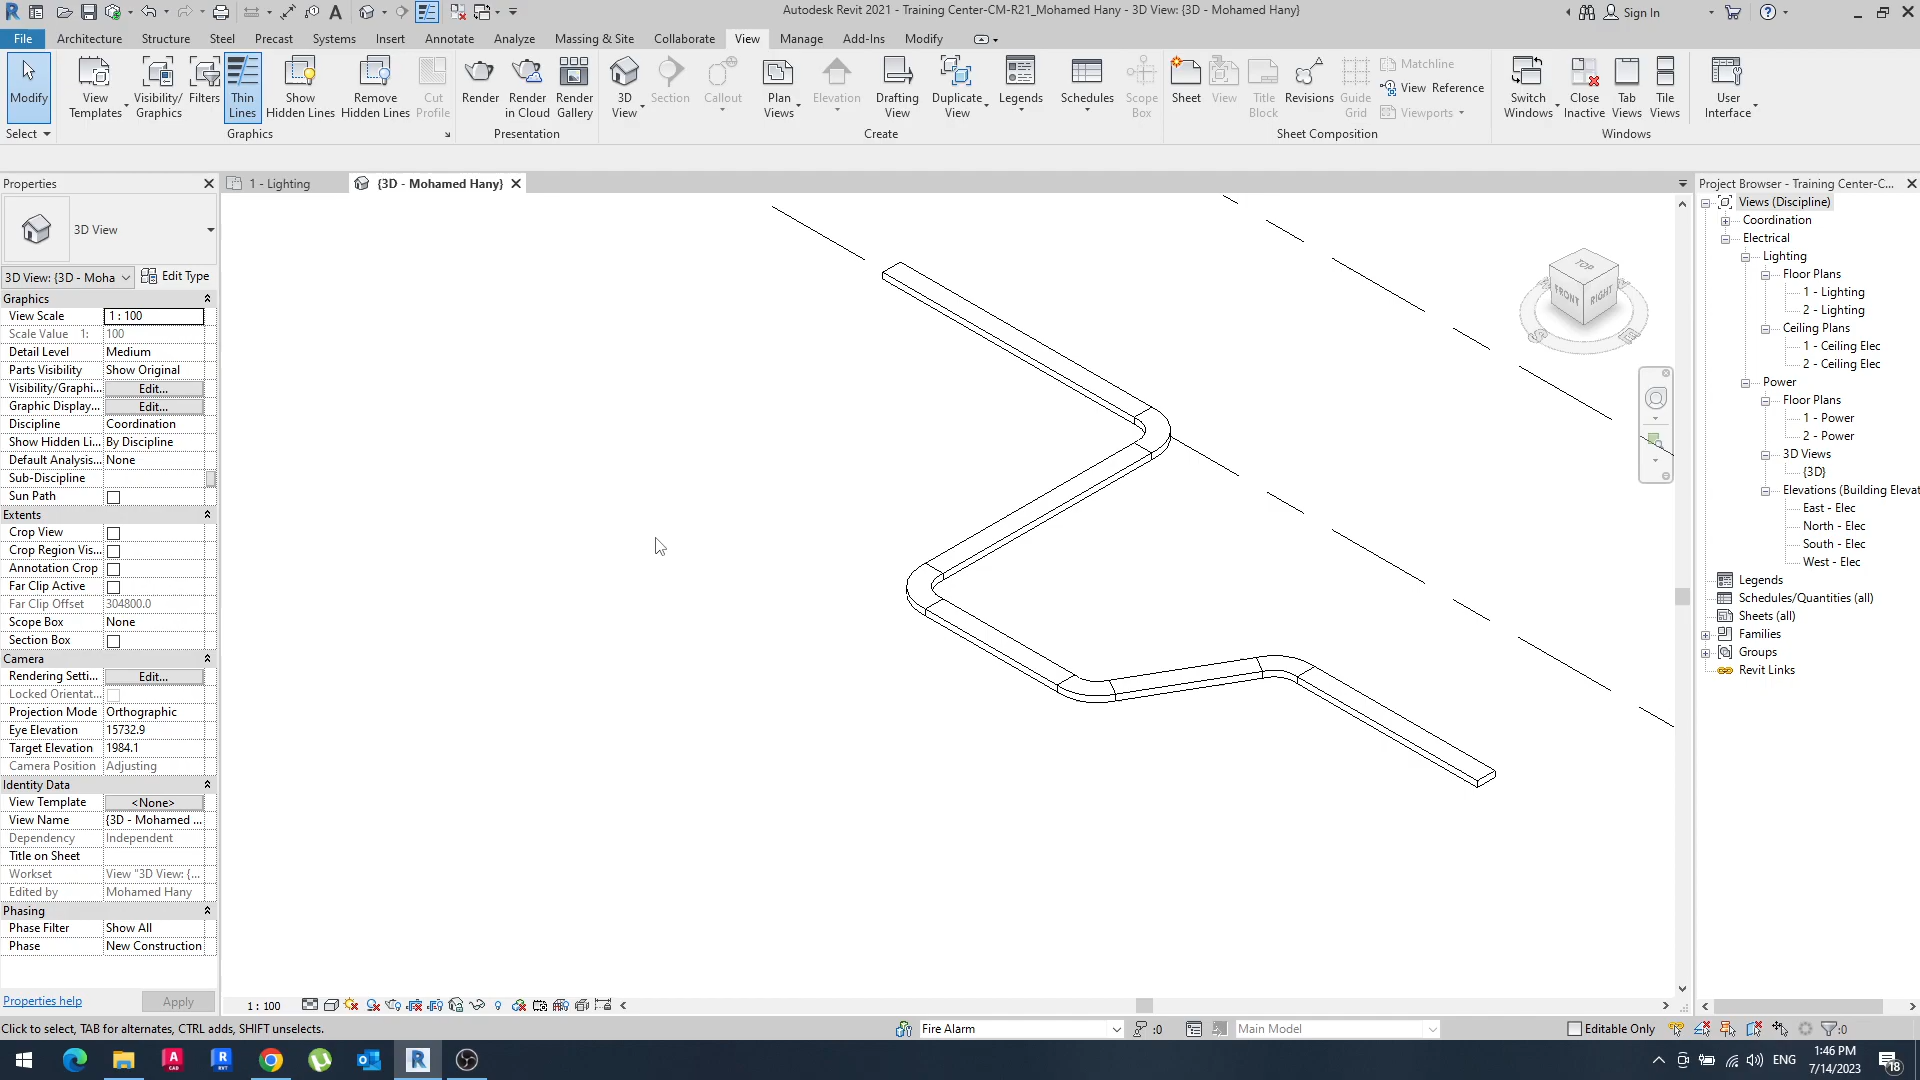 Autodesk Revit 2021 - Training Center-CM-R21_Mohamed Hany - 3D View: {3D - Mohamed Hany}
Sign In
File Architecture Structure Steel Precast Systems Insert Annotate Analyze Massing & Site Collaborate View Manage Add-Ins Modify
Modify
Select
View Templates
Visibility/ Graphics
Filters
Thin Lines
Show Hidden Lines
Remove Hidden Lines
Cut Profile
Graphics
Render
Render in Cloud
Render Gallery
Presentation
3D View
Section
Callout
Plan Views
Elevation
Drafting View
Duplicate View
Legends
Schedules
Scope Box
Create
Sheet
View
Title Block
Revisions
Guide Grid
Matchline
View Reference
Viewports
Sheet Composition
Switch Windows
Close Inactive
Tab Views
Tile Views
Windows
User Interface
Properties
3D View
3D View: {3D - Moha
Edit Type
Graphics
View Scale 1 : 100
Scale Value 1: 100
Detail Level Medium
Parts Visibility Show Original
Visibility/Graphi... Edit...
Graphic Display... Edit...
Discipline Coordination
Show Hidden Li... By Discipline
Default Analysis... None
Sub-Discipline
Sun Path
Extents
Crop View
Crop Region Vis...
Annotation Crop
Far Clip Active
Far Clip Offset 304800.0
Scope Box None
Section Box
Camera
Rendering Setti... Edit...
Locked Orientat...
Projection Mode Orthographic
Eye Elevation 15732.9
Target Elevation 1984.1
Camera Position Adjusting
Identity Data
View Template <None>
View Name {3D - Mohamed ...
Dependency Independent
Title on Sheet
Workset View "3D View: {...
Edited by Mohamed Hany
Phasing
Phase Filter Show All
Phase New Construction
Properties help
Apply
1 - Lighting
{3D - Mohamed Hany}
TOP
FRONT
RIGHT
S
E
1 : 100
Project Browser - Training Center-C...
Views (Discipline)
Coordination
Electrical
Lighting
Floor Plans
1 - Lighting
2 - Lighting
Ceiling Plans
1 - Ceiling Elec
2 - Ceiling Elec
Power
Floor Plans
1 - Power
2 - Power
3D Views
{3D}
Elevations (Building Elevat
East - Elec
North - Elec
South - Elec
West - Elec
Legends
Schedules/Quantities (all)
Sheets (all)
Families
Groups
Revit Links
Click to select, TAB for alternates, CTRL adds, SHIFT unselects.
Fire Alarm
:0
Main Model
Editable Only
:0
ENG
1:46 PM
7/14/2023
18